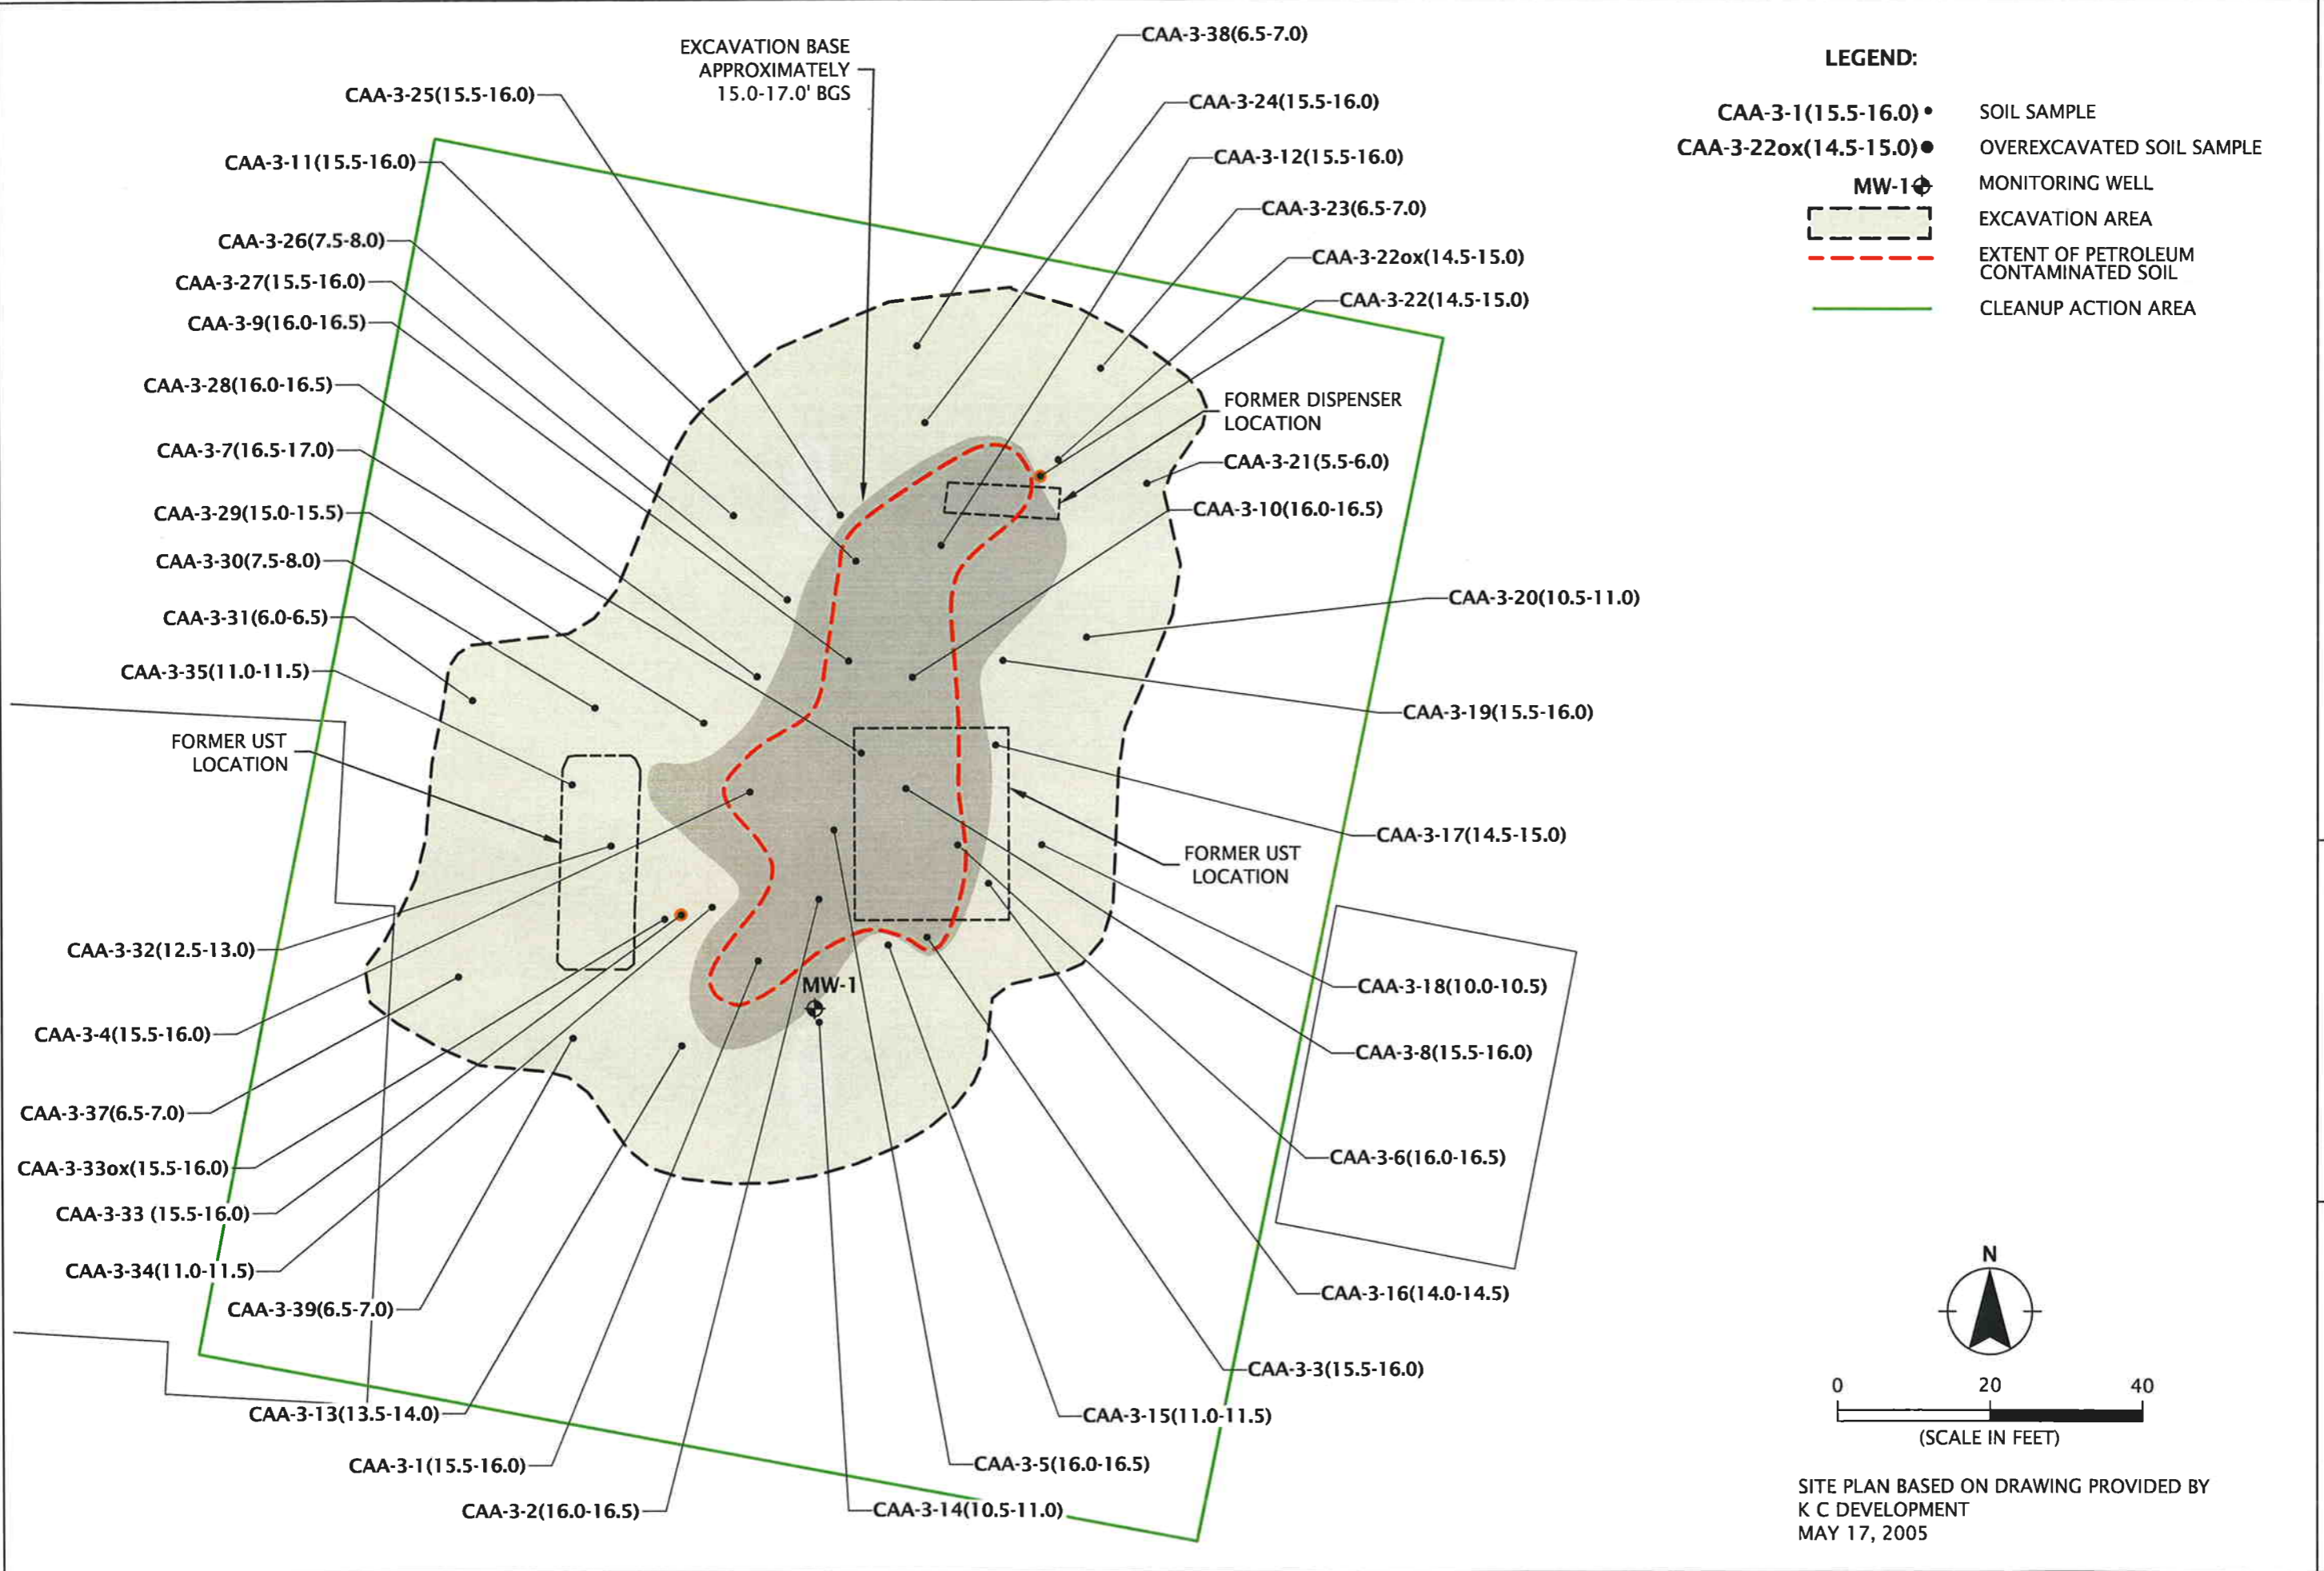 EXCAVATION BASE
APPROXIMATELY
15.0-17.0' BGS
CAA-3-38(6.5-7.0)
CAA-3-25(15.5-16.0)
CAA-3-24(15.5-16.0)
CAA-3-11(15.5-16.0)
CAA-3-12(15.5-16.0)
CAA-3-26(7.5-8.0)
CAA-3-23(6.5-7.0)
CAA-3-27(15.5-16.0)
CAA-3-22ox(14.5-15.0)
CAA-3-9(16.0-16.5)
CAA-3-22(14.5-15.0)
CAA-3-28(16.0-16.5)
FORMER DISPENSER
LOCATION
CAA-3-7(16.5-17.0)
CAA-3-21(5.5-6.0)
CAA-3-29(15.0-15.5)
CAA-3-10(16.0-16.5)
CAA-3-30(7.5-8.0)
CAA-3-31(6.0-6.5)
CAA-3-20(10.5-11.0)
CAA-3-35(11.0-11.5)
CAA-3-19(15.5-16.0)
FORMER UST
LOCATION
CAA-3-17(14.5-15.0)
FORMER UST
LOCATION
CAA-3-32(12.5-13.0)
MW-1
CAA-3-18(10.0-10.5)
CAA-3-4(15.5-16.0)
CAA-3-8(15.5-16.0)
CAA-3-37(6.5-7.0)
CAA-3-33ox(15.5-16.0)
CAA-3-6(16.0-16.5)
CAA-3-33 (15.5-16.0)
CAA-3-34(11.0-11.5)
CAA-3-16(14.0-14.5)
CAA-3-39(6.5-7.0)
CAA-3-3(15.5-16.0)
CAA-3-13(13.5-14.0)
CAA-3-15(11.0-11.5)
CAA-3-1(15.5-16.0)
CAA-3-5(16.0-16.5)
CAA-3-2(16.0-16.5)
CAA-3-14(10.5-11.0)
LEGEND:
CAA-3-1(15.5-16.0) SOIL SAMPLE
CAA-3-22ox(14.5-15.0) OVEREXCAVATED SOIL SAMPLE
MW-1 MONITORING WELL
EXCAVATION AREA
EXTENT OF PETROLEUM
CONTAMINATED SOIL
CLEANUP ACTION AREA
N
0 20 40
(SCALE IN FEET)
SITE PLAN BASED ON DRAWING PROVIDED BY
K C DEVELOPMENT
MAY 17, 2005